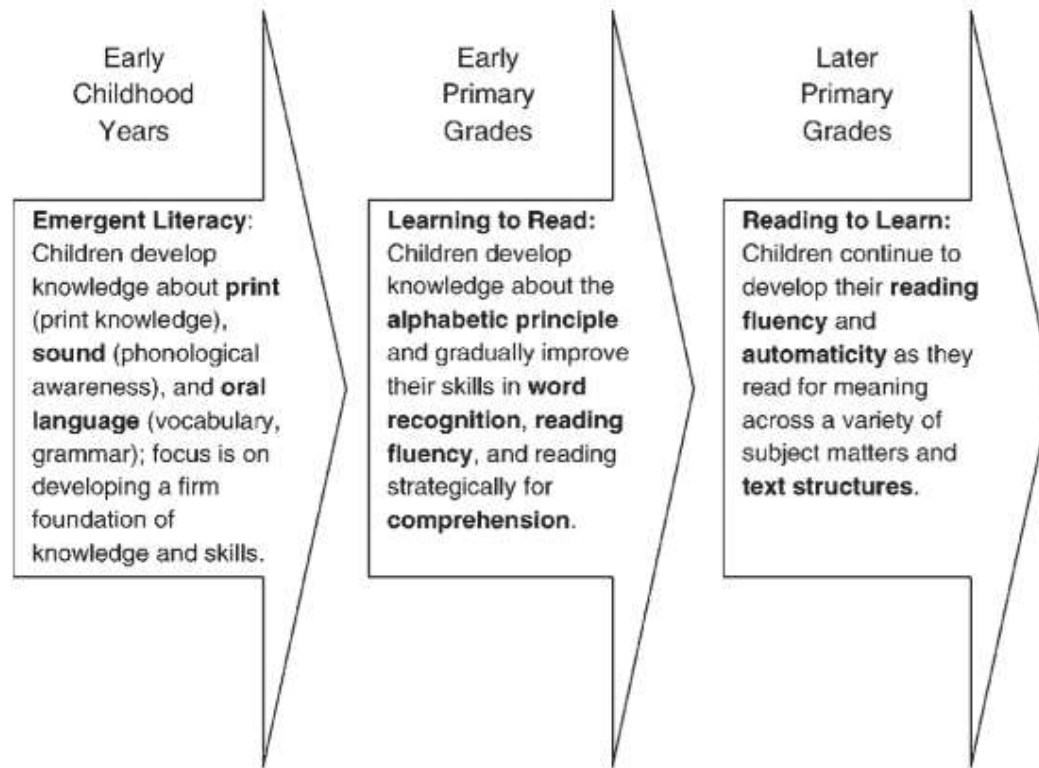 Early
Childhood
Years
Emergent Literacy:
Children develop
knowledge about print
(print knowledge),
sound (phonological
awareness), and oral
language (vocabulary,
grammar); focus is on
developing a firm
foundation of
knowledge and skills.
Early
Primary
Grades
Learning to Read:
Children develop
knowledge about the
alphabetic principle
and gradually improve
their skills in word
recognition, reading
fluency, and reading
strategically for
comprehension.
Later
Primary
Grades
Reading to Learn:
Children continue to
develop their reading
fluency and
automaticity as they
read for meaning
across a variety of
subject matters and
text structures.